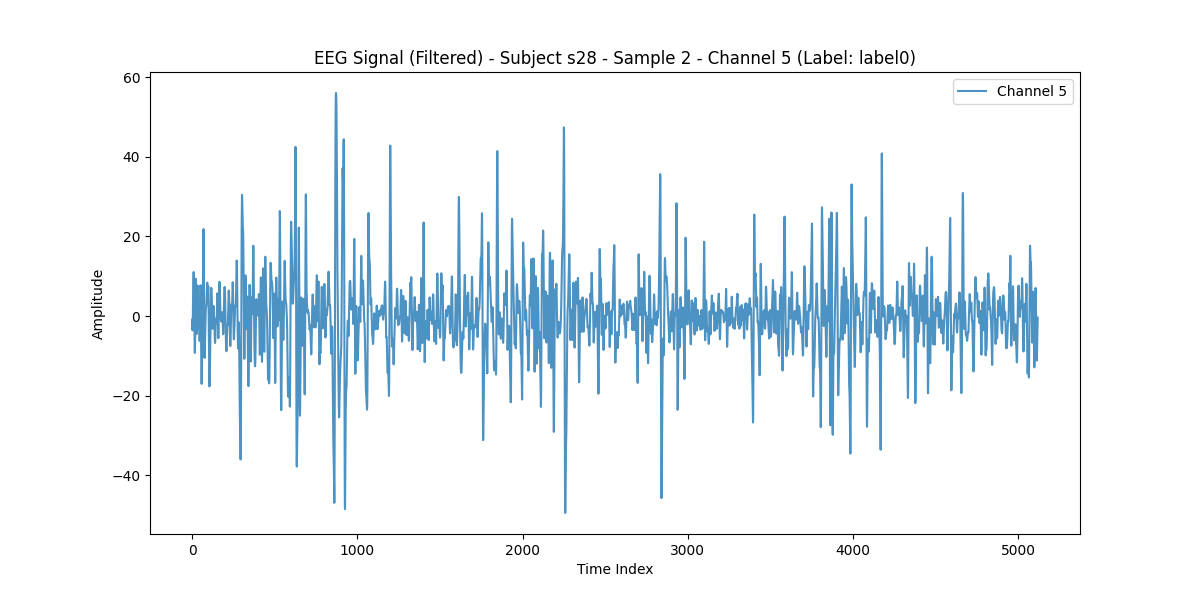 EEG Signal (Filtered) - Subject s28 - Sample 2 - Channel 5 (Label: label0)
Channel 5
60
40
20
0
−20
−40
Amplitude
0 1000 2000 3000 4000 5000
Time Index